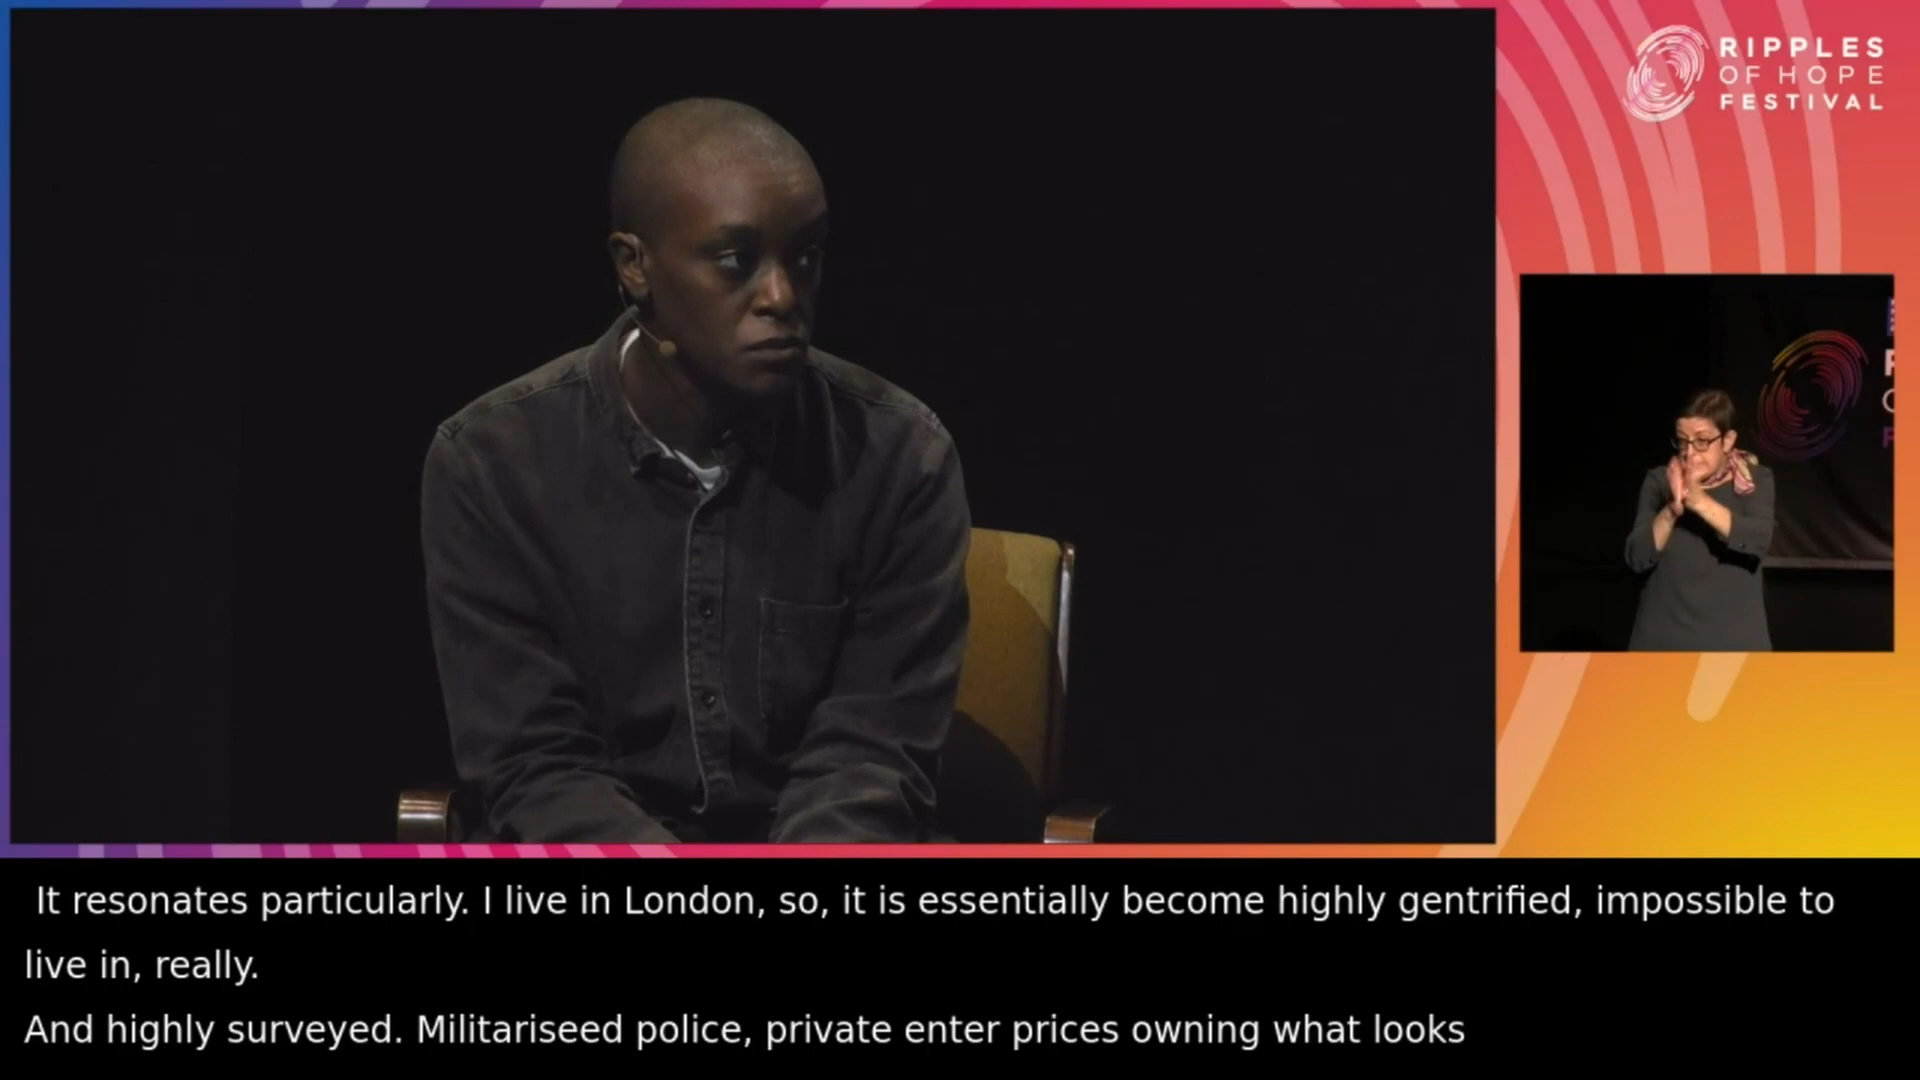 RIPPLES
OF HOPE
FESTIVAL
It resonates particularly. I live in London, so, it is essentially become highly gentrified, impossible to
live in, really.
And highly surveyed. Militariseed police, private enter prices owning what looks